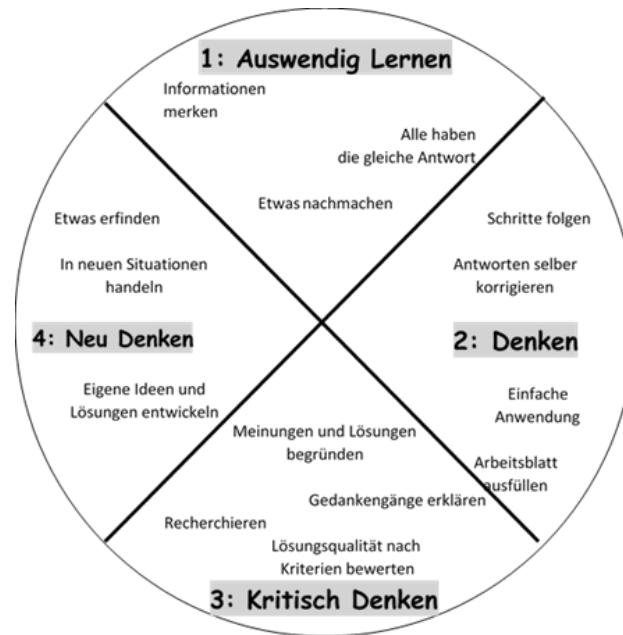 1: Auswendig Lernen
Informationen
merken
Alle haben
die gleiche Antwort
Etwas nachmachen
Schritte folgen
Antworten selber
korrigieren
2: Denken
Einfache
Anwendung
Arbeitsblatt
ausfüllen
Meinungen und Lösungen
begründen
Gedankengänge erklären
Recherchieren
Lösungsqualität nach
Kriterien bewerten
3: Kritisch Denken
Etwas erfinden
In neuen Situationen
handeln
4: Neu Denken
Eigene Ideen und
Lösungen entwickeln